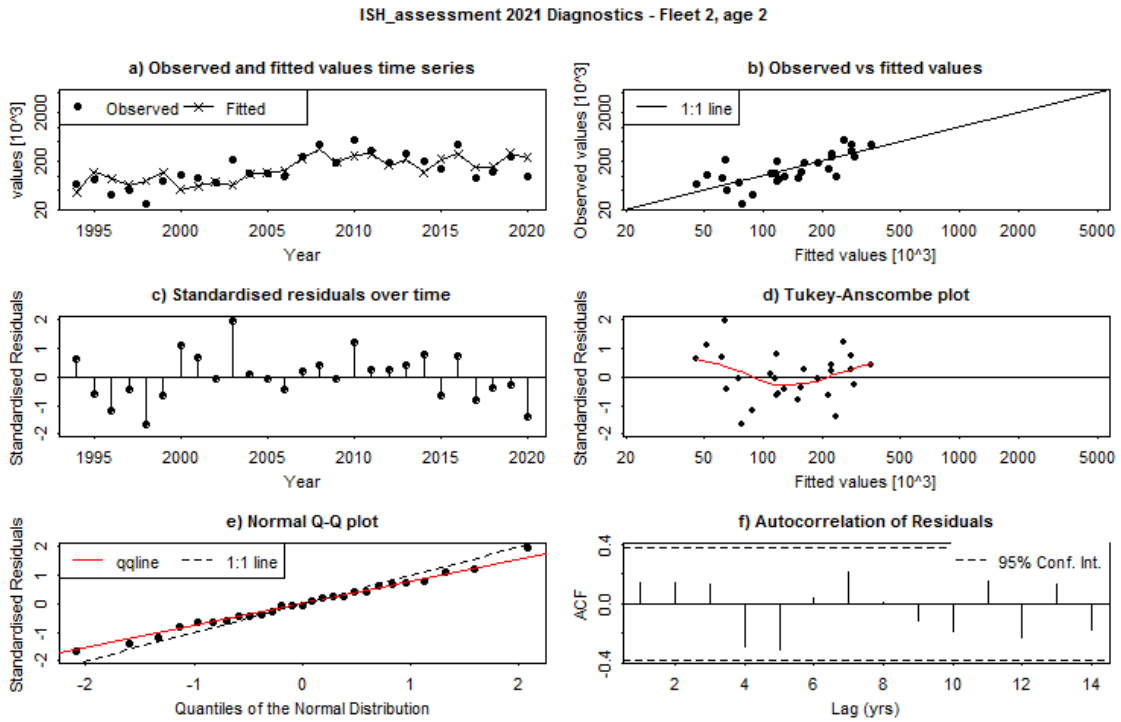 ISH_assessment 2021 Diagnostics - Fleet 2, age 2
a) Observed and fitted values time series
values [10^3]
2000
200
20
Observed
Fitted
1995
2000
2005
2010
2015
2020
Year
b) Observed vs fitted values
Observed values [10^3]
2000
200
20
1:1 line
20
50
100
200
500
1000
2000
5000
Fitted values [10^3]
c) Standardised residuals over time
Standardised Residuals
2
1
0
-1
-2
1995
2000
2005
2010
2015
2020
Year
d) Tukey-Anscombe plot
Standardised Residuals
2
1
0
-1
-2
20
50
100
200
500
1000
2000
5000
Fitted values [10^3]
e) Normal Q-Q plot
Standardised Residuals
2
1
0
-1
-2
qqline
1:1 line
-2
-1
0
1
2
Quantiles of the Normal Distribution
f) Autocorrelation of Residuals
ACF
0.4
0.0
-0.4
95% Conf. Int.
2
4
6
8
10
12
14
Lag (yrs)